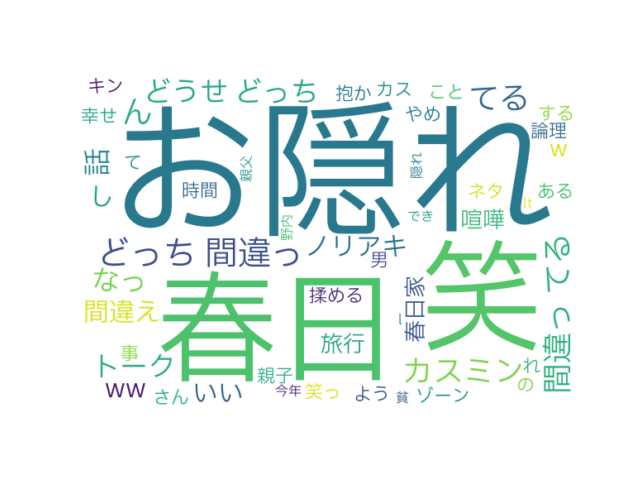 キン
どうせ どっち
抱か
カス
こと
てる
幸せ
ん
お隠れ
やめ
する
論理
w
話
て
親父
隠れ
し
時間
ネタ
ある
lt
でき
喧嘩
野内
どっち 間違っ
ノリアキ
男
てる
なっ
春日
笑
間違っ
揉める
春日家
間違え
旅行
事
トーク
親子
カスミン
れ
の
ww
さん
いい
今年
笑っ
よう
貧
ゾーン